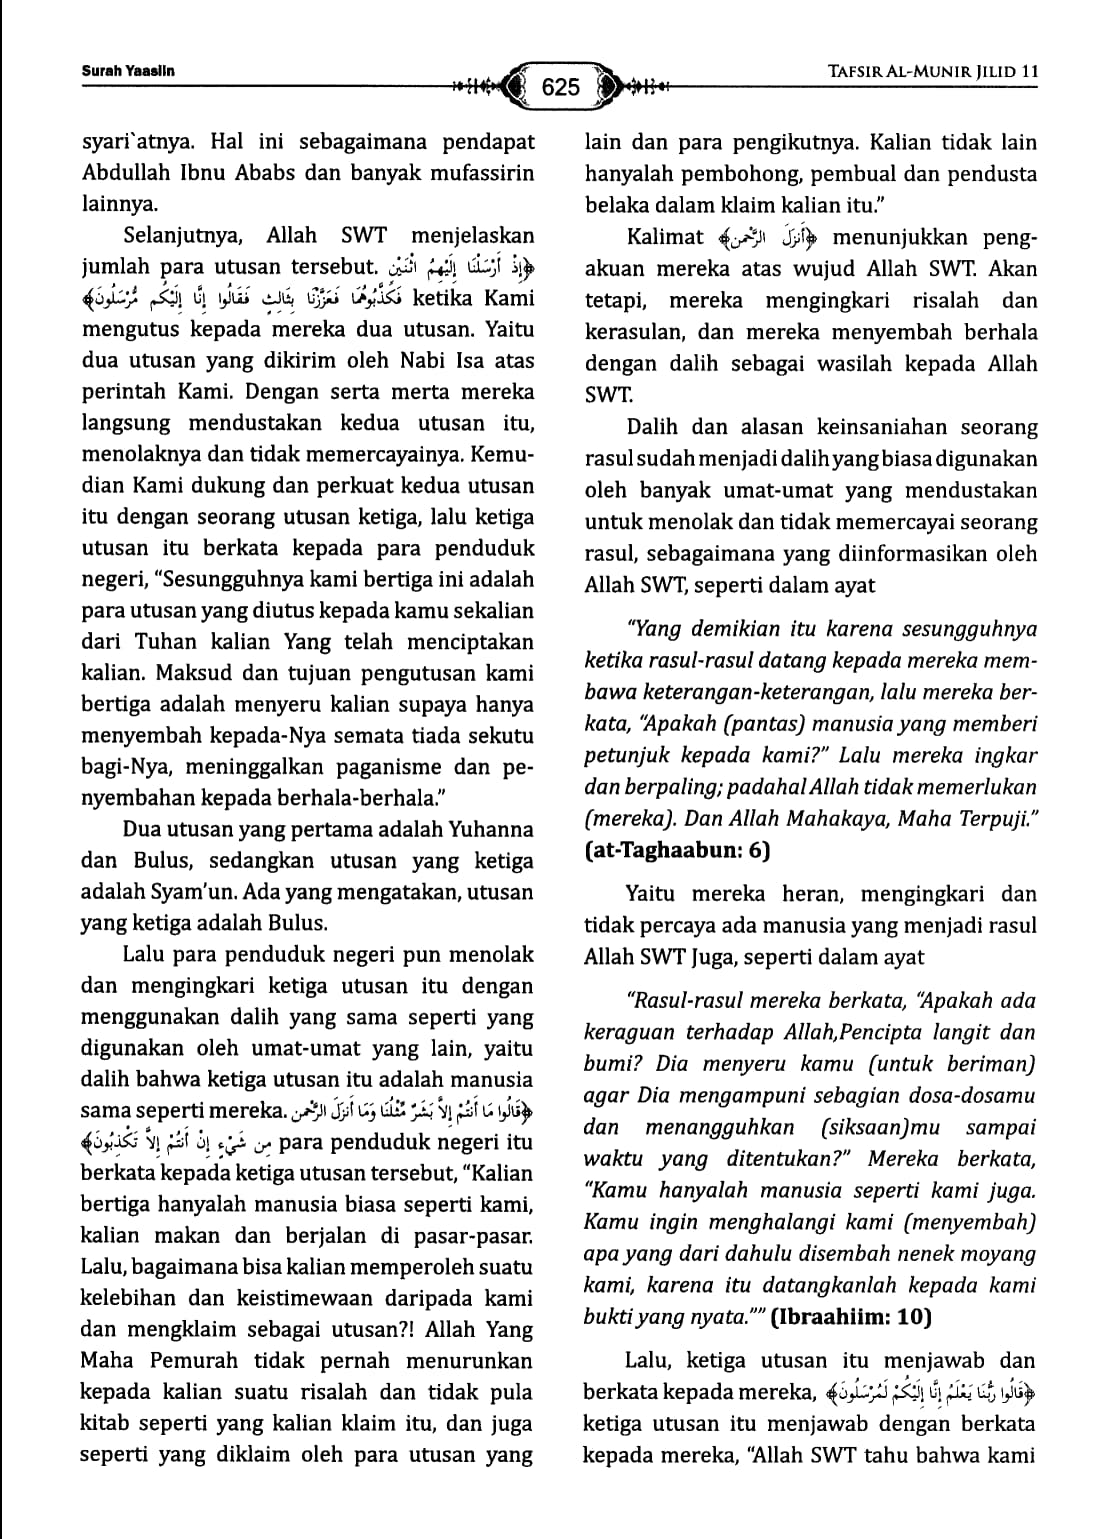 Surah Yaasiin
625
TAFSIR AL-MUNIR JILID 11
syari`atnya. Hal ini sebagaimana pendapat
Abdullah Ibnu Ababs dan banyak mufassirin
lainnya.
Selanjutnya, Allah SWT menjelaskan
jumlah para utusan tersebut. ﴿إِذْ أَرْسَلْنَا إِلَيْهِمُ اثْنَيْنِ
فَكَذَّبُوهُمَا فَعَزَّزْنَا بِثَالِثٍ فَقَالُوا إِنَّا إِلَيْكُم مُّرْسَلُونَ﴾ ketika Kami
mengutus kepada mereka dua utusan. Yaitu
dua utusan yang dikirim oleh Nabi Isa atas
perintah Kami. Dengan serta merta mereka
langsung mendustakan kedua utusan itu,
menolaknya dan tidak memercayainya. Kemu-
dian Kami dukung dan perkuat kedua utusan
itu dengan seorang utusan ketiga, lalu ketiga
utusan itu berkata kepada para penduduk
negeri, “Sesungguhnya kami bertiga ini adalah
para utusan yang diutus kepada kamu sekalian
dari Tuhan kalian Yang telah menciptakan
kalian. Maksud dan tujuan pengutusan kami
bertiga adalah menyeru kalian supaya hanya
menyembah kepada-Nya semata tiada sekutu
bagi-Nya, meninggalkan paganisme dan pe-
nyembahan kepada berhala-berhala.”
Dua utusan yang pertama adalah Yuhanna
dan Bulus, sedangkan utusan yang ketiga
adalah Syam’un. Ada yang mengatakan, utusan
yang ketiga adalah Bulus.
Lalu para penduduk negeri pun menolak
dan mengingkari ketiga utusan itu dengan
menggunakan dalih yang sama seperti yang
digunakan oleh umat-umat yang lain, yaitu
dalih bahwa ketiga utusan itu adalah manusia
sama seperti mereka. ﴿قَالُوا مَا أَنتُمْ إِلاَّ بَشَرٌ مِّثْلُنَا وَمَا أَنزَلَ الرَّحْمن
مِن شَيْءٍ إِنْ أَنتُمْ إِلاَّ تَكْذِبُونَ﴾ para penduduk negeri itu
berkata kepada ketiga utusan tersebut, “Kalian
bertiga hanyalah manusia biasa seperti kami,
kalian makan dan berjalan di pasar-pasar.
Lalu, bagaimana bisa kalian memperoleh suatu
kelebihan dan keistimewaan daripada kami
dan mengklaim sebagai utusan?! Allah Yang
Maha Pemurah tidak pernah menurunkan
kepada kalian suatu risalah dan tidak pula
kitab seperti yang kalian klaim itu, dan juga
seperti yang diklaim oleh para utusan yang
lain dan para pengikutnya. Kalian tidak lain
hanyalah pembohong, pembual dan pendusta
belaka dalam klaim kalian itu.”
Kalimat ﴿أَنزَلَ الرَّحْمن﴾ menunjukkan peng-
akuan mereka atas wujud Allah SWT. Akan
tetapi, mereka mengingkari risalah dan
kerasulan, dan mereka menyembah berhala
dengan dalih sebagai wasilah kepada Allah
SWT.
Dalih dan alasan keinsaniahan seorang
rasul sudah menjadi dalih yang biasa digunakan
oleh banyak umat-umat yang mendustakan
untuk menolak dan tidak memercayai seorang
rasul, sebagaimana yang diinformasikan oleh
Allah SWT, seperti dalam ayat
“Yang demikian itu karena sesungguhnya
ketika rasul-rasul datang kepada mereka mem-
bawa keterangan-keterangan, lalu mereka ber-
kata, “Apakah (pantas) manusia yang memberi
petunjuk kepada kami?” Lalu mereka ingkar
dan berpaling; padahal Allah tidak memerlukan
(mereka). Dan Allah Mahakaya, Maha Terpuji.”
(at-Taghaabun: 6)
Yaitu mereka heran, mengingkari dan
tidak percaya ada manusia yang menjadi rasul
Allah SWT Juga, seperti dalam ayat
“Rasul-rasul mereka berkata, “Apakah ada
keraguan terhadap Allah,Pencipta langit dan
bumi? Dia menyeru kamu (untuk beriman)
agar Dia mengampuni sebagian dosa-dosamu
dan menangguhkan (siksaan)mu sampai
waktu yang ditentukan?” Mereka berkata,
“Kamu hanyalah manusia seperti kami juga.
Kamu ingin menghalangi kami (menyembah)
apa yang dari dahulu disembah nenek moyang
kami, karena itu datangkanlah kepada kami
bukti yang nyata.”” (Ibraahiim: 10)
Lalu, ketiga utusan itu menjawab dan
berkata kepada mereka, ﴿قَالُوا رَبُّنَا يَعْلَمُ إِنَّا إِلَيْكُمْ لَمُرْسَلُونَ﴾
ketiga utusan itu menjawab dengan berkata
kepada mereka, “Allah SWT tahu bahwa kami